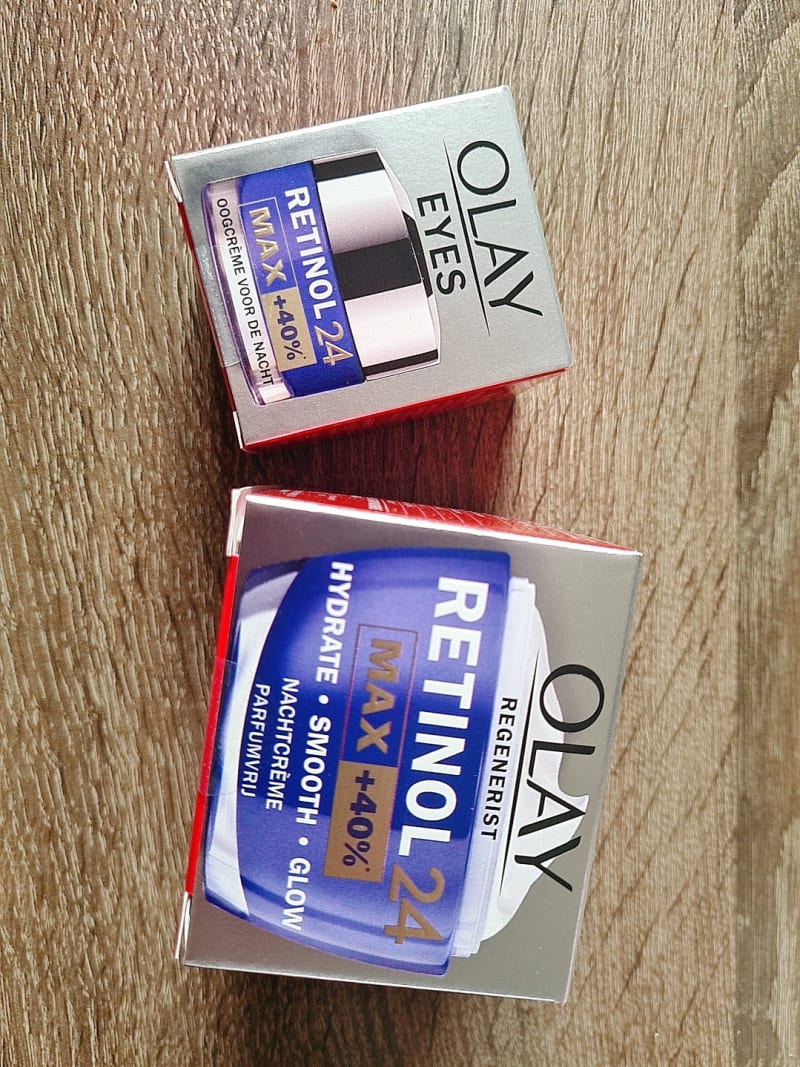 OLAY
EYES
RETINOL 24
MAX +40%*
OOGCRÈME VOOR DE NACHT
OLAY
REGENERIST
RETINOL 24
MAX +40%*
HYDRATE • SMOOTH • GLOW
NACHTCRÈME
PARFUMVRIJ